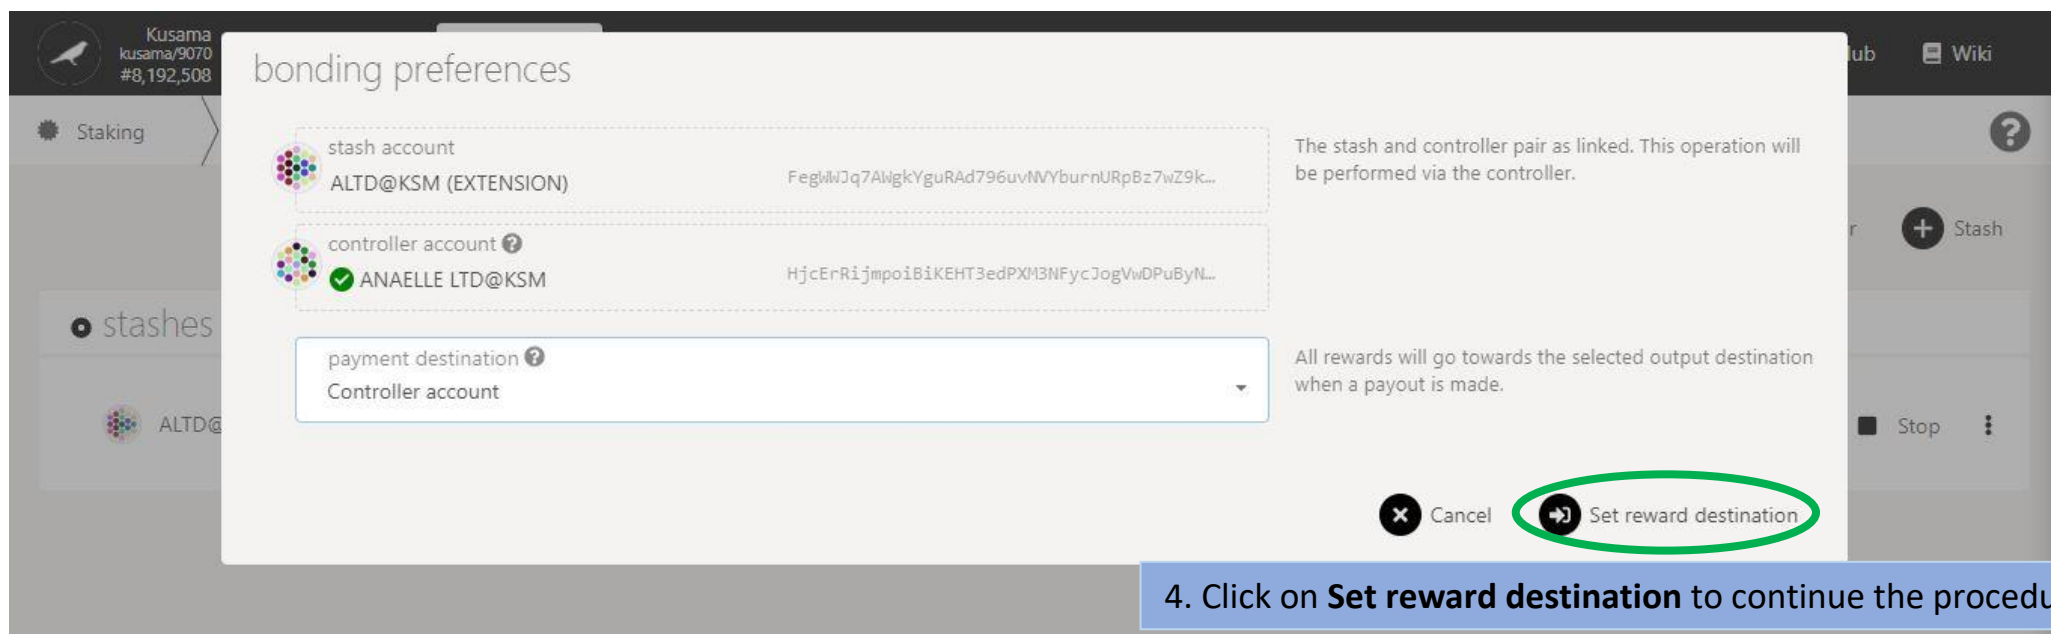 Kusama
kusama/9070
#8,192,508
lub
Wiki
bonding preferences
Staking
stash account
ALTD@KSM (EXTENSION)
FegWWJq7AWgkYguRAd796uvNVYburnURpBz7wZ9k…
The stash and controller pair as linked. This operation will
be performed via the controller.
controller account
ANAELLE LTD@KSM
HjcErRijmpoiBiKEHT3edPXM3NFycJogVwDPuByN…
r
Stash
stashes
payment destination
Controller account
All rewards will go towards the selected output destination
when a payout is made.
ALTD@
Stop
Cancel
Set reward destination
4. Click on Set reward destination to continue the procedu